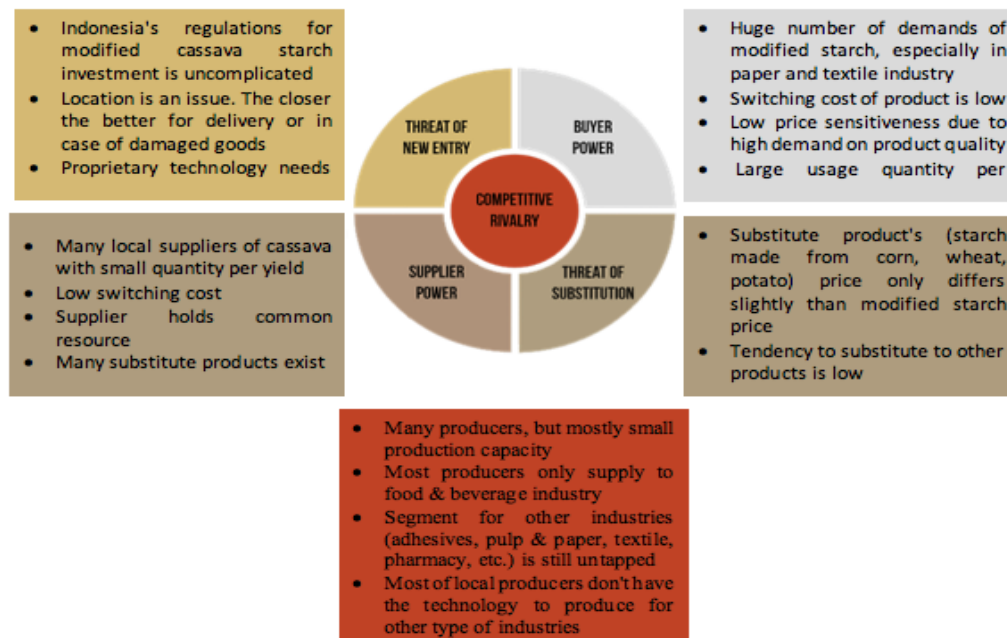 • Indonesia's regulations for
modified cassava starch
investment is uncomplicated
• Location is an issue. The closer
the better for delivery or in
case of damaged goods
• Proprietary technology needs
THREAT OF
NEW ENTRY
BUYER
POWER
• Huge number of demands of
modified starch, especially in
paper and textile industry
• Switching cost of product is low
• Low price sensitiveness due to
high demand on product quality
• Large usage quantity per
COMPETITIVE
RIVALRY
• Many local suppliers of cassava
with small quantity per yield
• Low switching cost
• Supplier holds common
resource
• Many substitute products exist
SUPPLIER
POWER
THREAT OF
SUBSTITUTION
• Substitute product's (starch
made from corn, wheat,
potato) price only differs
slightly than modified starch
price
• Tendency to substitute to other
products is low
• Many producers, but mostly small
production capacity
• Most producers only supply to
food & beverage industry
• Segment for other industries
(adhesives, pulp & paper, textile,
pharmacy, etc.) is still untapped
• Most of local producers don't have
the technology to produce for
other type of industries